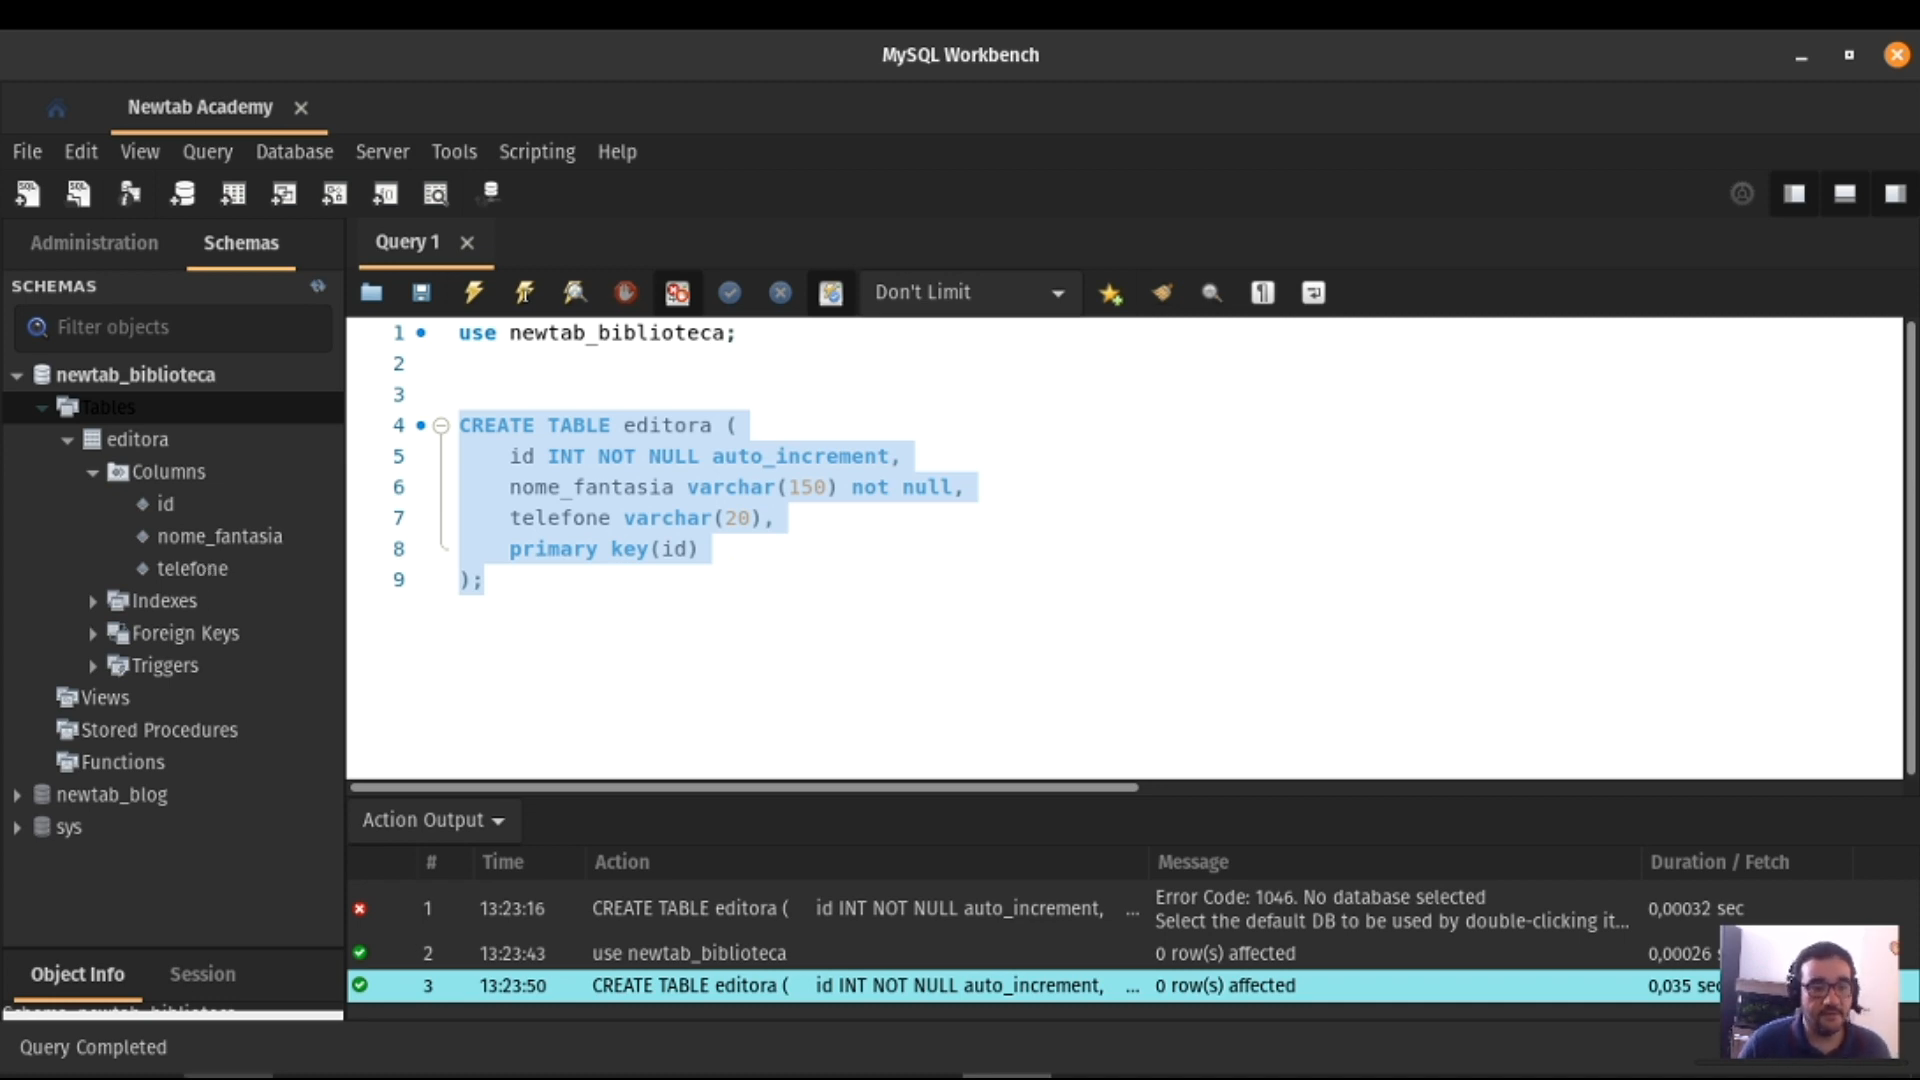 MySQL Workbench
Newtab Academy
File Edit View Query Database Server Tools Scripting Help
Administration Schemas
SCHEMAS
Filter objects
newtab_biblioteca
Tables
editora
Columns
id
nome_fantasia
telefone
Indexes
Foreign Keys
Triggers
Views
Stored Procedures
Functions
newtab_blog
sys
Object Info Session
Schema: newtab_biblioteca
Query Completed
Query 1
Don't Limit
1 use newtab_biblioteca;
2
3
4 CREATE TABLE editora (
5 id INT NOT NULL auto_increment,
6 nome_fantasia varchar(150) not null,
7 telefone varchar(20),
8 primary key(id)
9 );
Action Output
# Time Action Message Duration / Fetch
1 13:23:16 CREATE TABLE editora ( id INT NOT NULL auto_increment, ... Error Code: 1046. No database selected
Select the default DB to be used by double-clicking it... 0,00032 sec
2 13:23:43 use newtab_biblioteca 0 row(s) affected 0,00026
3 13:23:50 CREATE TABLE editora ( id INT NOT NULL auto_increment, ... 0 row(s) affected 0,035 sec